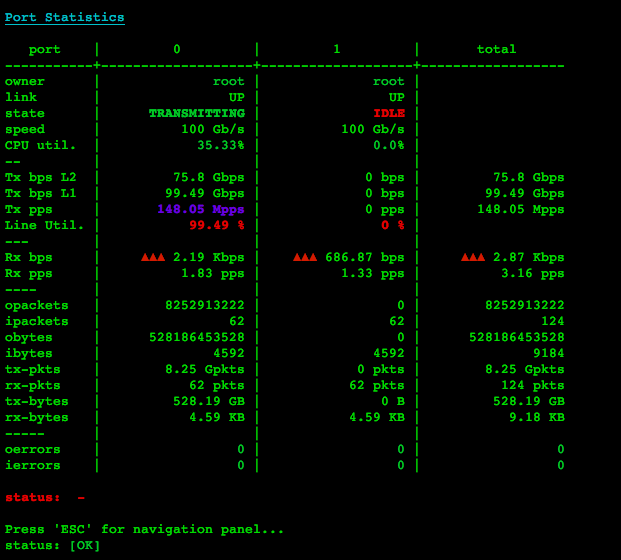 Port Statistics
port | 0 | 1 | total
-----------+-------------------+-------------------+------------------
owner | root | root |
link | UP | UP |
state | TRANSMITTING | IDLE |
speed | 100 Gb/s | 100 Gb/s |
CPU util. | 35.33% | 0.0% |
-- | | |
Tx bps L2 | 75.8 Gbps | 0 bps | 75.8 Gbps
Tx bps L1 | 99.49 Gbps | 0 bps | 99.49 Gbps
Tx pps | 148.05 Mpps | 0 pps | 148.05 Mpps
Line Util. | 99.49 % | 0 % |
--- | | |
Rx bps | ▲▲▲ 2.19 Kbps | ▲▲▲ 686.87 bps | ▲▲▲ 2.87 Kbps
Rx pps | 1.83 pps | 1.33 pps | 3.16 pps
---- | | |
opackets | 8252913222 | 0 | 8252913222
ipackets | 62 | 62 | 124
obytes | 528186453528 | 0 | 528186453528
ibytes | 4592 | 4592 | 9184
tx-pkts | 8.25 Gpkts | 0 pkts | 8.25 Gpkts
rx-pkts | 62 pkts | 62 pkts | 124 pkts
tx-bytes | 528.19 GB | 0 B | 528.19 GB
rx-bytes | 4.59 KB | 4.59 KB | 9.18 KB
----- | | |
oerrors | 0 | 0 | 0
ierrors | 0 | 0 | 0
status: -
Press 'ESC' for navigation panel...
status: [OK]